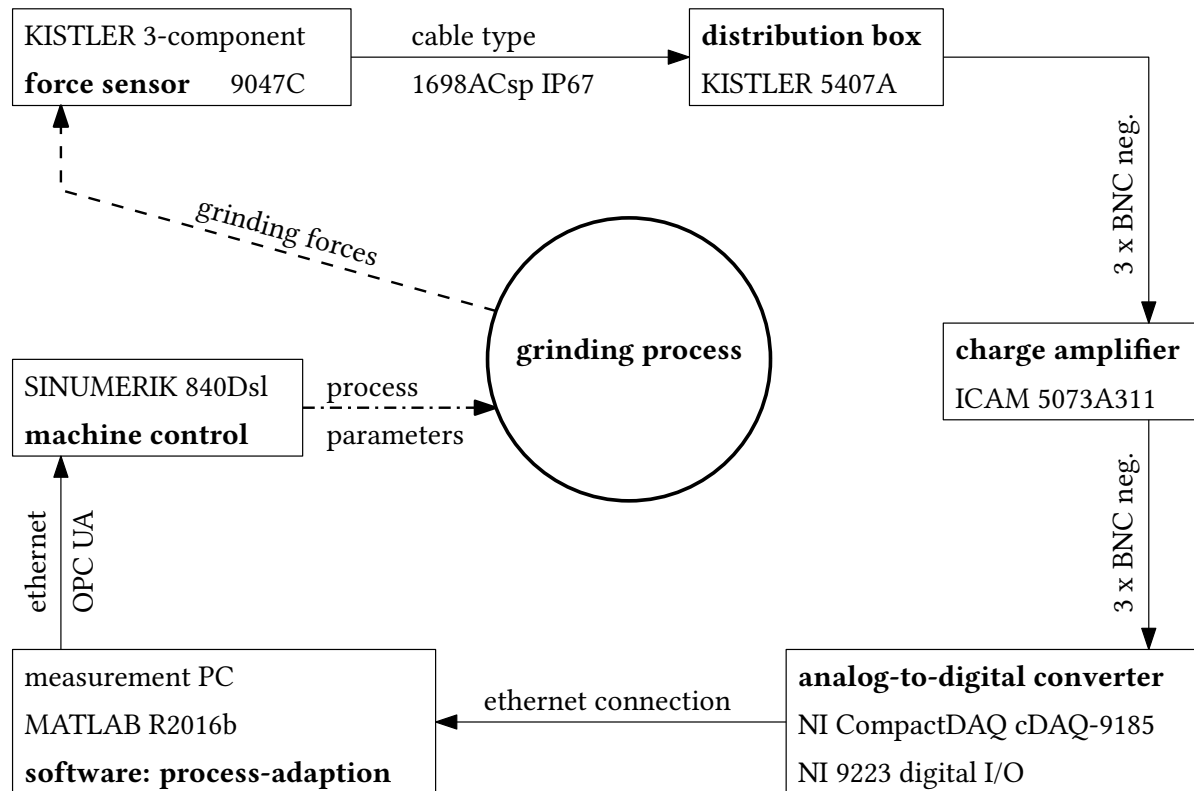 KISTLER 3-component
force sensor 9047C
cable type
1698ACsp IP67
distribution box
KISTLER 5407A
3 x BNC neg.
grinding forces
grinding process
charge amplifier
ICAM 5073A311
SINUMERIK 840Dsl
machine control
process
parameters
3 x BNC neg.
ethernet
OPC UA
measurement PC
MATLAB R2016b
software: process-adaption
ethernet connection
analog-to-digital converter
NI CompactDAQ cDAQ-9185
NI 9223 digital I/O